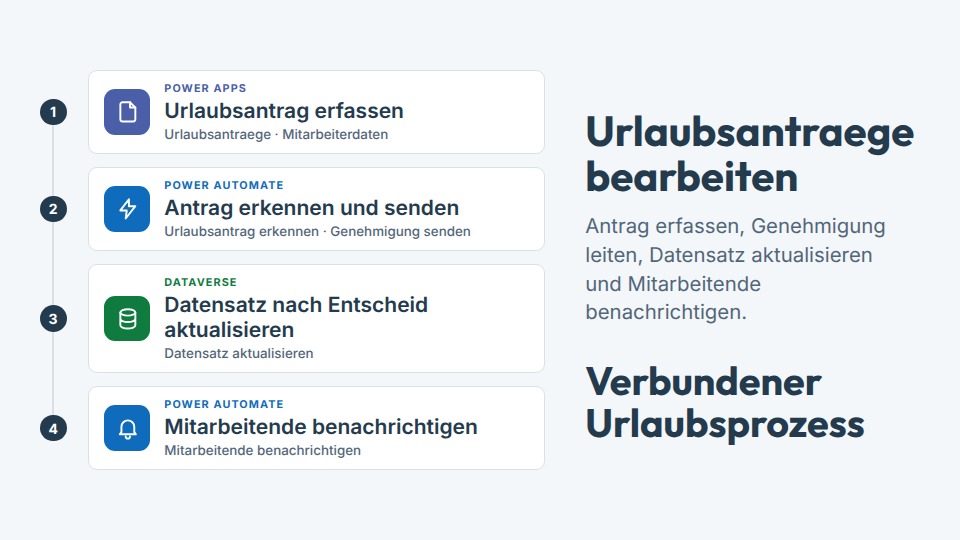 1
POWER APPS
Urlaubsantrag erfassen
Urlaubsantraege · Mitarbeiterdaten
2
POWER AUTOMATE
Antrag erkennen und senden
Urlaubsantrag erkennen · Genehmigung senden
3
DATAVERSE
Datensatz nach Entscheid
aktualisieren
Datensatz aktualisieren
4
POWER AUTOMATE
Mitarbeitende benachrichtigen
Mitarbeitende benachrichtigen
Urlaubsantraege
bearbeiten
Antrag erfassen, Genehmigung
leiten, Datensatz aktualisieren
und Mitarbeitende
benachrichtigen.
Verbundener
Urlaubsprozess